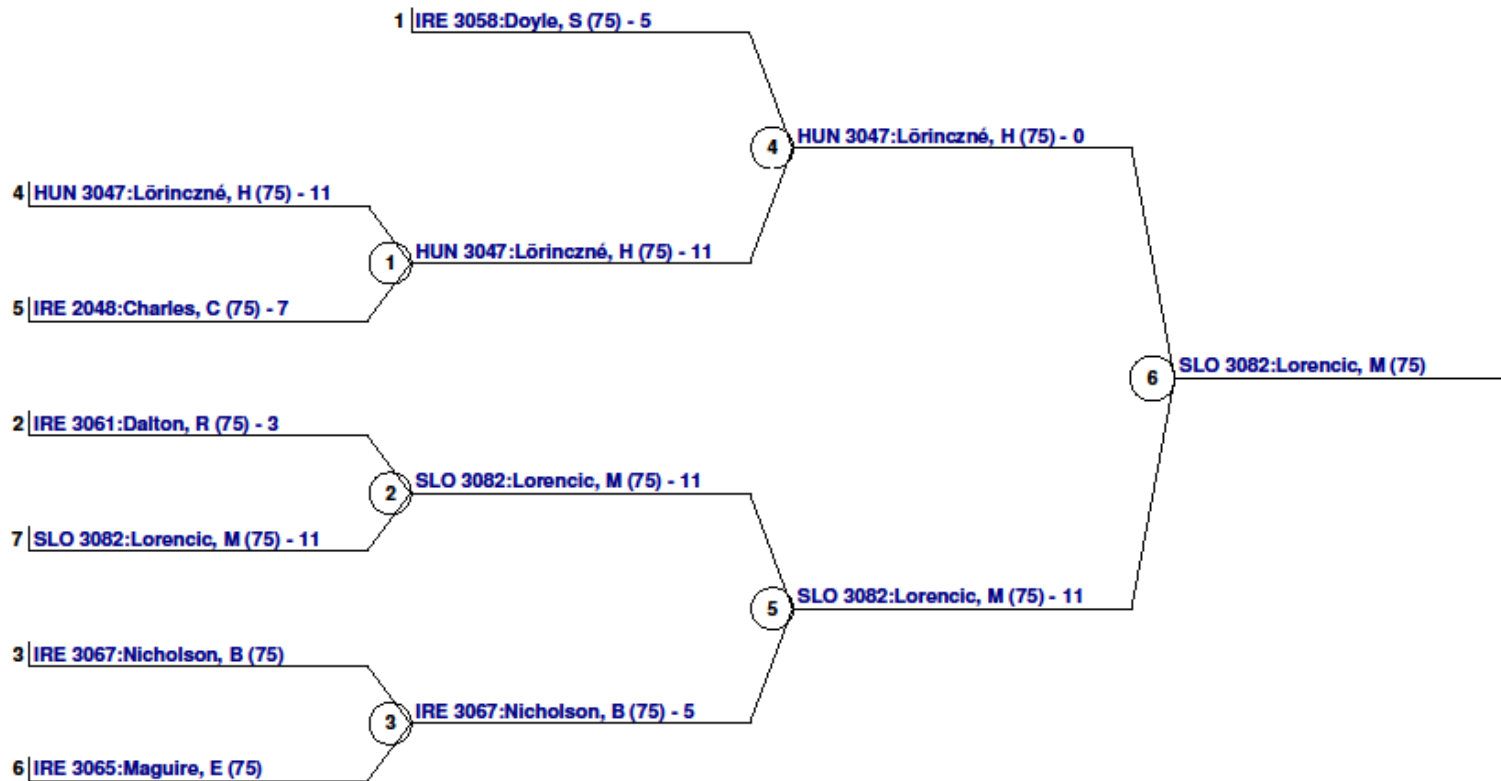 1 IRE 3058:Doyle, S (75) - 5
4 HUN 3047:Lõrinczné, H (75) - 0
4 HUN 3047:Lõrinczné, H (75) - 11
1 HUN 3047:Lõrinczné, H (75) - 11
5 IRE 2048:Charles, C (75) - 7
6 SLO 3082:Lorencic, M (75)
2 IRE 3061:Dalton, R (75) - 3
2 SLO 3082:Lorencic, M (75) - 11
7 SLO 3082:Lorencic, M (75) - 11
5 SLO 3082:Lorencic, M (75) - 11
3 IRE 3067:Nicholson, B (75)
3 IRE 3067:Nicholson, B (75) - 5
6 IRE 3065:Maguire, E (75)